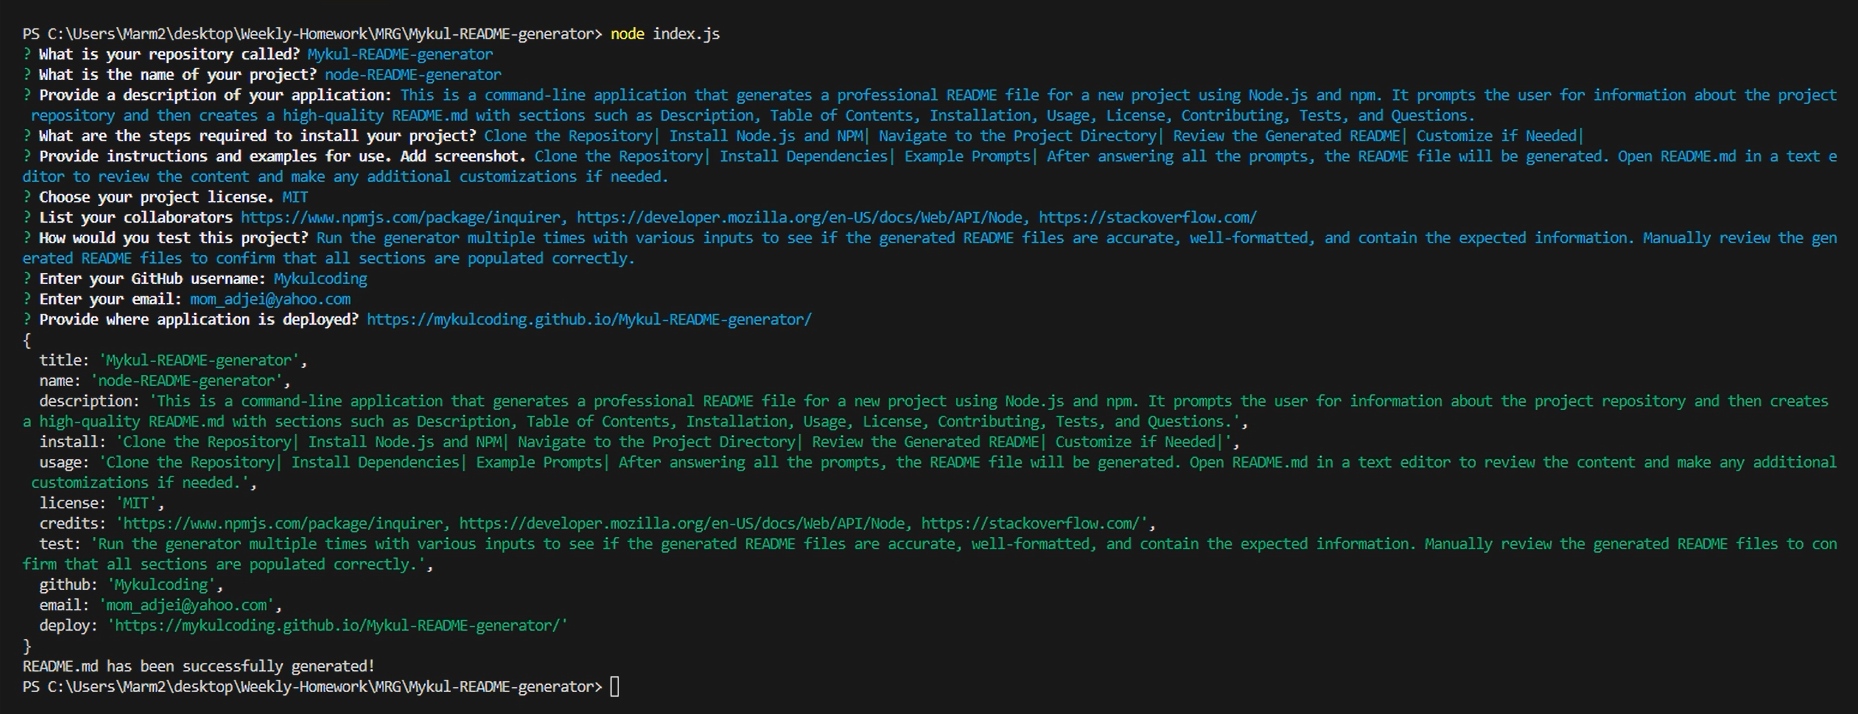 PS C:\Users\Marm2\desktop\Weekly-Homework\MRG\Mykul-README-generator> node index.js
? What is your repository called? Mykul-README-generator
? What is the name of your project? node-README-generator
? Provide a description of your application: This is a command-line application that generates a professional README file for a new project using Node.js and npm. It prompts the user for information about the project
repository and then creates a high-quality README.md with sections such as Description, Table of Contents, Installation, Usage, License, Contributing, Tests, and Questions.
? What are the steps required to install your project? Clone the Repository| Install Node.js and NPM| Navigate to the Project Directory| Review the Generated README| Customize if Needed|
? Provide instructions and examples for use. Add screenshot. Clone the Repository| Install Dependencies| Example Prompts| After answering all the prompts, the README file will be generated. Open README.md in a text e
ditor to review the content and make any additional customizations if needed.
? Choose your project license. MIT
? List your collaborators https://www.npmjs.com/package/inquirer, https://developer.mozilla.org/en-US/docs/Web/API/Node, https://stackoverflow.com/
? How would you test this project? Run the generator multiple times with various inputs to see if the generated README files are accurate, well-formatted, and contain the expected information. Manually review the gen
erated README files to confirm that all sections are populated correctly.
? Enter your GitHub username: Mykulcoding
? Enter your email: mom_adjei@yahoo.com
? Provide where application is deployed? https://mykulcoding.github.io/Mykul-README-generator/
{
title: 'Mykul-README-generator',
name: 'node-README-generator',
description: 'This is a command-line application that generates a professional README file for a new project using Node.js and npm. It prompts the user for information about the project repository and then creates
a high-quality README.md with sections such as Description, Table of Contents, Installation, Usage, License, Contributing, Tests, and Questions.',
install: 'Clone the Repository| Install Node.js and NPM| Navigate to the Project Directory| Review the Generated README| Customize if Needed|',
usage: 'Clone the Repository| Install Dependencies| Example Prompts| After answering all the prompts, the README file will be generated. Open README.md in a text editor to review the content and make any additional
customizations if needed.',
license: 'MIT',
credits: 'https://www.npmjs.com/package/inquirer, https://developer.mozilla.org/en-US/docs/Web/API/Node, https://stackoverflow.com/',
test: 'Run the generator multiple times with various inputs to see if the generated README files are accurate, well-formatted, and contain the expected information. Manually review the generated README files to con
firm that all sections are populated correctly.',
github: 'Mykulcoding',
email: 'mom_adjei@yahoo.com',
deploy: 'https://mykulcoding.github.io/Mykul-README-generator/'
}
README.md has been successfully generated!
PS C:\Users\Marm2\desktop\Weekly-Homework\MRG\Mykul-README-generator>